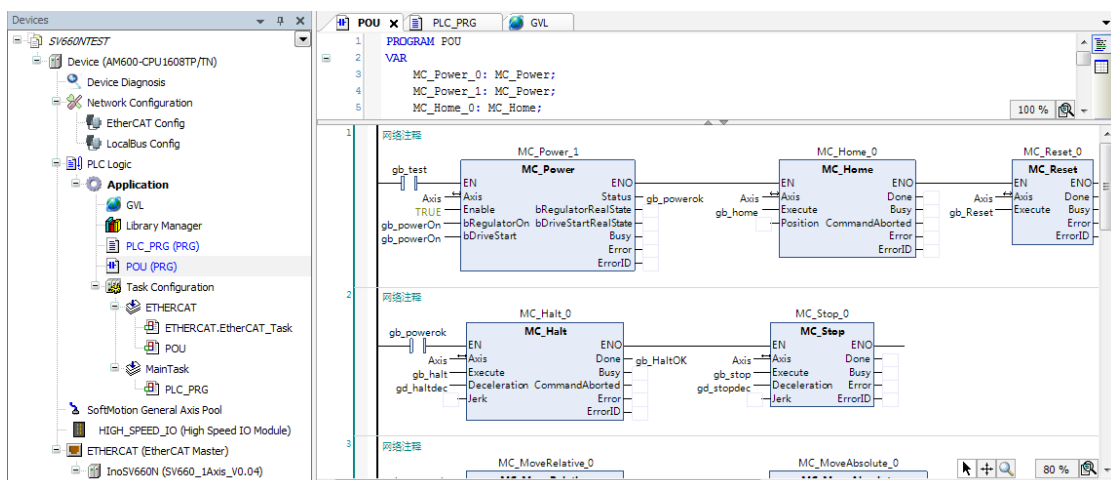 Devices
SV660NTEST
Device (AM600-CPU1608TP/TN)
Device Diagnosis
Network Configuration
EtherCAT Config
LocalBus Config
PLC Logic
Application
GVL
Library Manager
PLC_PRG (PRG)
POU (PRG)
Task Configuration
ETHERCAT
ETHERCAT.EtherCAT_Task
POU
MainTask
PLC_PRG
SoftMotion General Axis Pool
HIGH_SPEED_IO (High Speed IO Module)
ETHERCAT (EtherCAT Master)
InoSV660N (SV660_1Axis_V0.04)
POU PLC_PRG GVL
1 PROGRAM POU
2 VAR
3 MC_Power_0: MC_Power;
4 MC_Power_1: MC_Power;
5 MC_Home_0: MC_Home;
100 %
1 网络注释
MC_Power_1 MC_Home_0 MC_Reset_0
gb_test MC_Power MC_Home MC_Reset
EN ENO EN ENO EN ENO
Axis Axis Status gb_powerok Axis Axis Done Axis Axis Done
TRUE Enable bRegulatorRealState gb_home Execute Busy gb_Reset Execute Busy
gb_powerOn bRegulatorOn bDriveStartRealState Position CommandAborted Error
gb_powerOn bDriveStart Busy Error ErrorID
Error ErrorID
ErrorID
2 网络注释
MC_Halt_0 MC_Stop_0
gb_powerok MC_Halt MC_Stop
EN ENO EN ENO
Axis Axis Done gb_HaltOK Axis Axis Done
gb_halt Execute Busy gb_stop Execute Busy
gd_haltdec Deceleration CommandAborted gd_stopdec Deceleration Error
Jerk Error Jerk ErrorID
ErrorID
3 网络注释
MC_MoveRelative_0 MC_MoveAbsolute_0
80 %